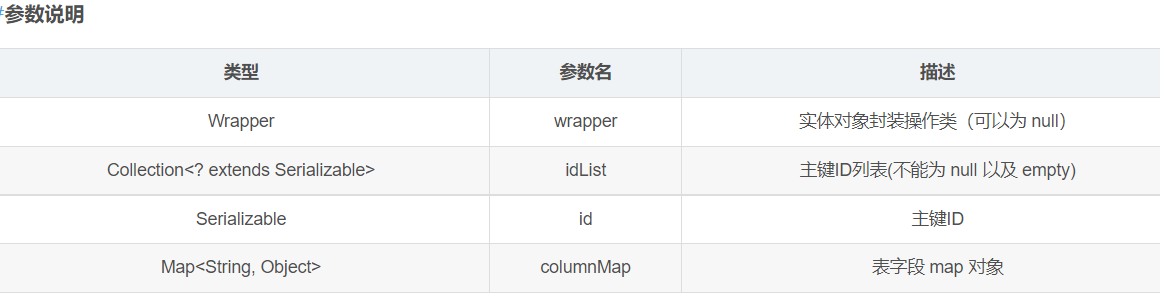 #参数说明
类型 参数名 描述
Wrapper wrapper 实体对象封装操作类（可以为 null）
Collection<? extends Serializable> idList 主键ID列表(不能为 null 以及 empty)
Serializable id 主键ID
Map<String, Object> columnMap 表字段 map 对象